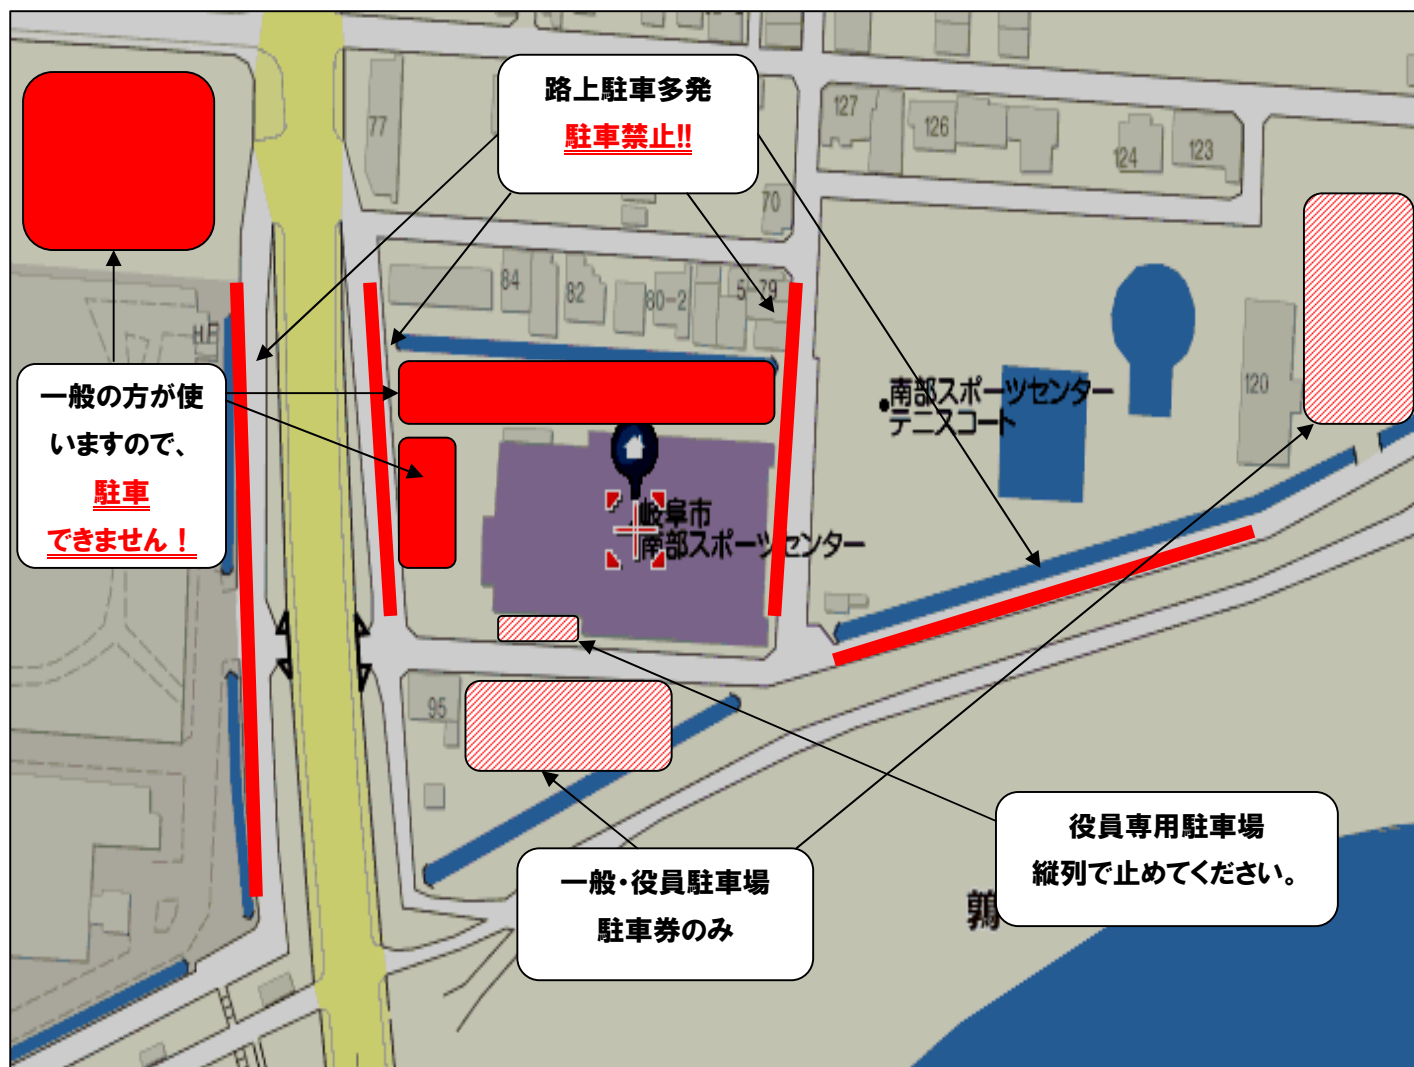 路上駐車多発
駐車禁止!!
127
126
124
123
77
70
84
82
80-2
5-79
120
南部スポーツセンター
テニスコート
一般の方が使
いますので、
駐車
できません！
岐阜市
南部スポーツセンター
95
役員専用駐車場
縦列で止めてください。
一般・役員駐車場
駐車券のみ
鶉